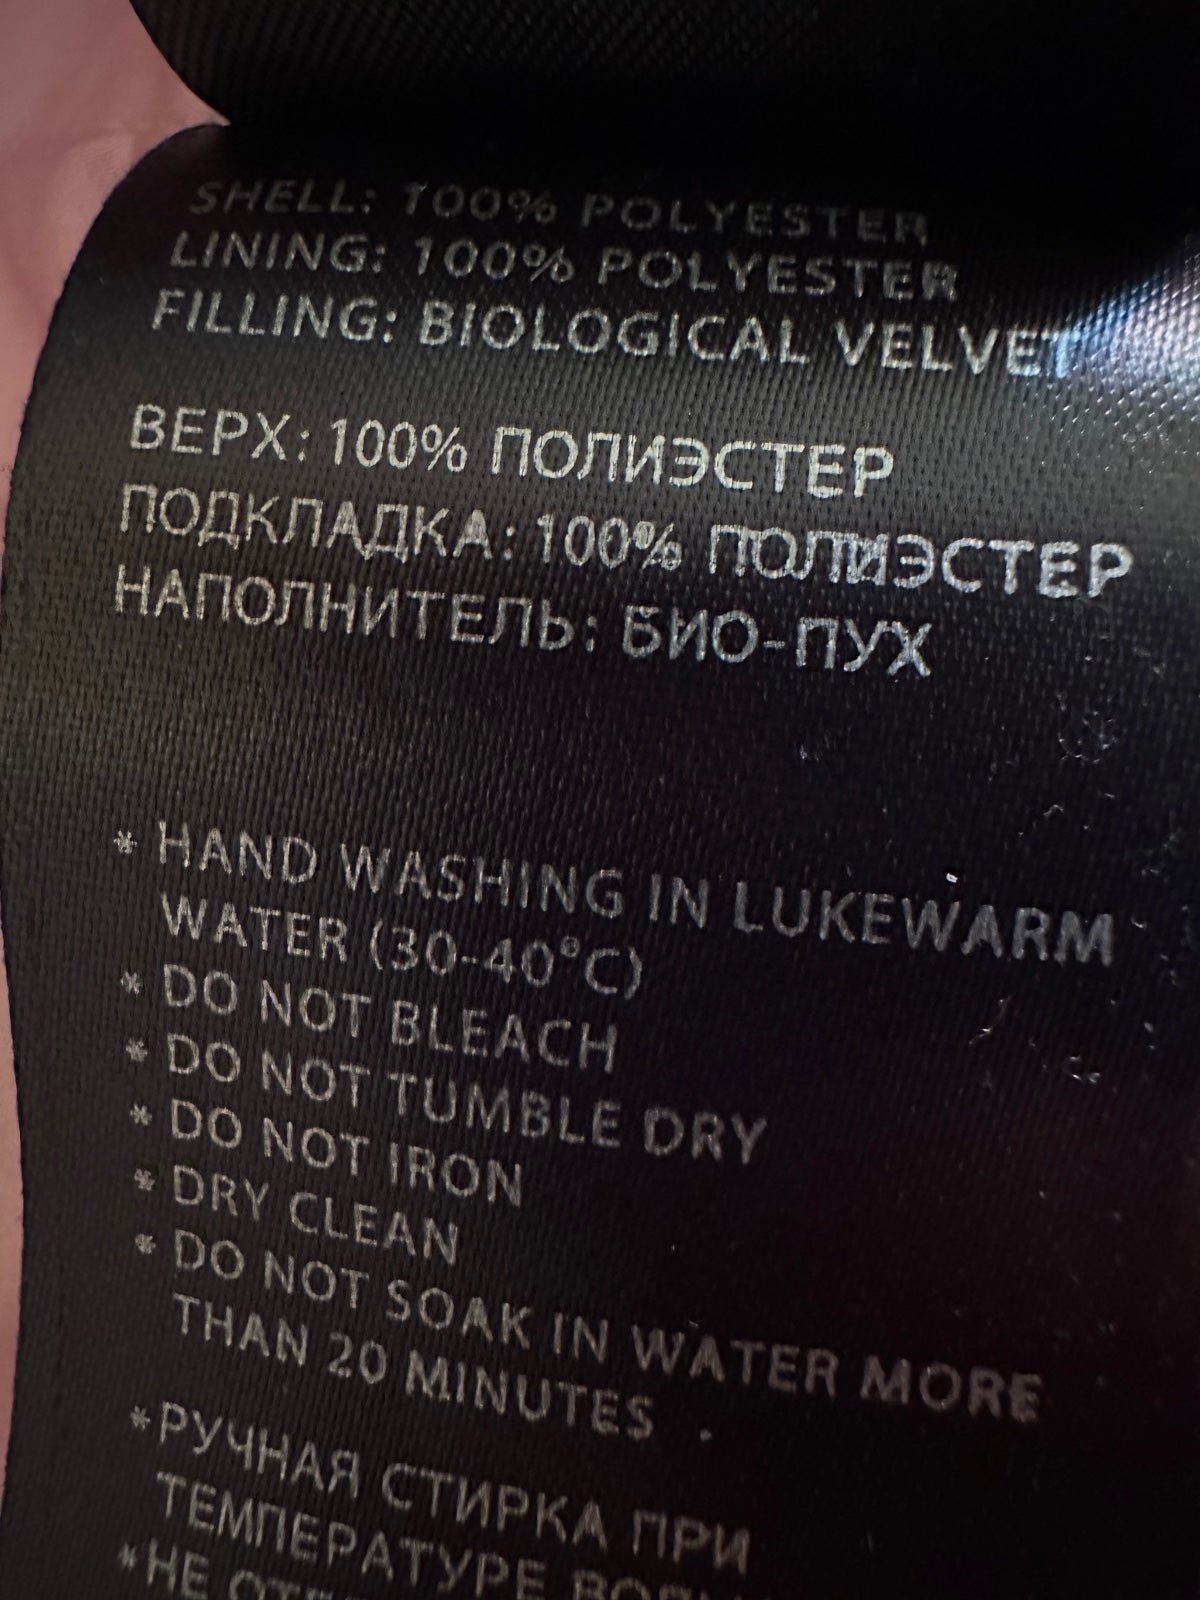 SHELL: 100% POLYESTER
LINING: 100% POLYESTER
FILLING: BIOLOGICAL VELVET
ВЕРХ: 100% ПОЛИЭСТЕР
ПОДКЛАДКА: 100% ПОЛИЭСТЕР
НАПОЛНИТЕЛЬ: БИО-ПУХ
* HAND WASHING IN LUKEWARM
WATER (30-40°C)
* DO NOT BLEACH
* DO NOT TUMBLE DRY
* DO NOT IRON
* DRY CLEAN
* DO NOT SOAK IN WATER MORE
THAN 20 MINUTES .
*РУЧНАЯ СТИРКА ПРИ
ТЕМПЕРАТУРЕ
*НЕ